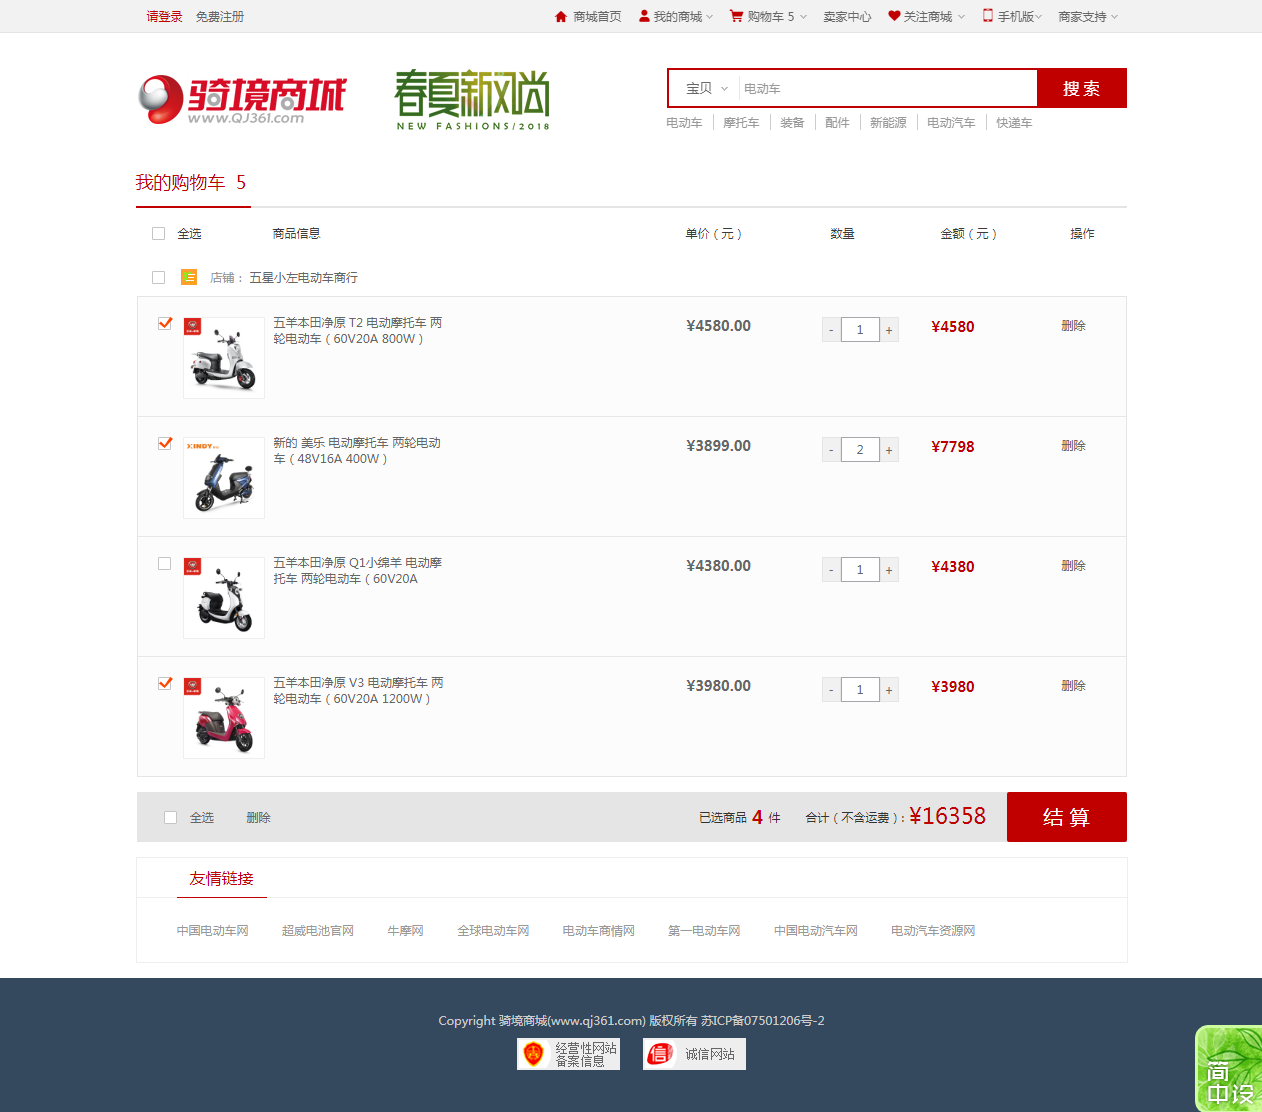 请登录 免费注册 商城首页 我的商城 购物车 5 卖家中心 关注商城 手机版 商家支持
骑境商城
www.QJ361.com
春夏新风尚
NEW FASHIONS/2018
宝贝 电动车 搜索
电动车 摩托车 装备 配件 新能源 电动汽车 快递车
我的购物车 5
全选 商品信息 单价（元） 数量 金额（元） 操作
店铺： 五星小左电动车商行
五羊本田净原 T2 电动摩托车 两 ¥4580.00 - 1 + ¥4580 删除
轮电动车（60V20A 800W）
XINDY
新的 美乐 电动摩托车 两轮电动 ¥3899.00 - 2 + ¥7798 删除
车（48V16A 400W）
五羊本田净原 Q1小绵羊 电动摩 ¥4380.00 - 1 + ¥4380 删除
托车 两轮电动车（60V20A
五羊本田净原 V3 电动摩托车 两 ¥3980.00 - 1 + ¥3980 删除
轮电动车（60V20A 1200W）
全选 删除 已选商品 4 件 合计（不含运费）: ¥16358 结算
友情链接
中国电动车网 超威电池官网 牛摩网 全球电动车网 电动车商情网 第一电动车网 中国电动汽车网 电动汽车资源网
Copyright 骑境商城(www.qj361.com) 版权所有 苏ICP备07501206号-2
经营性网站
备案信息
信 诚信网站
简
中 设